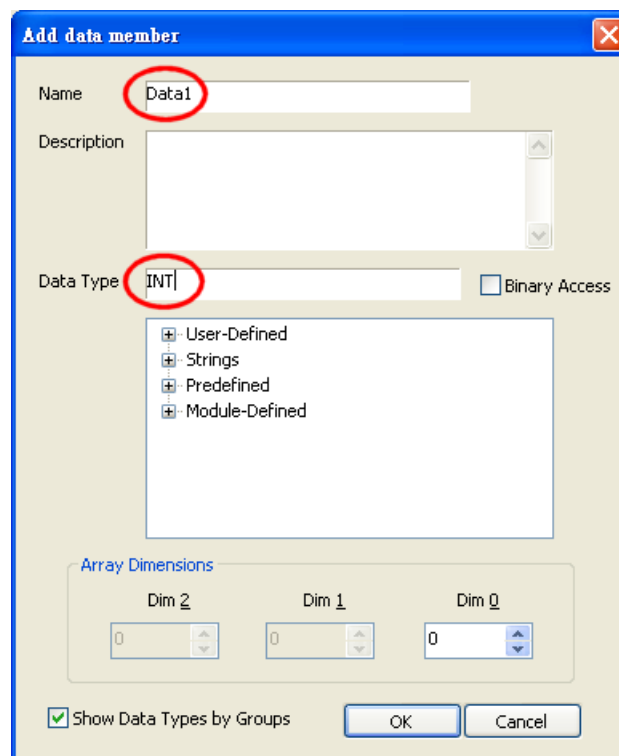 Add data member
Name Data1
Description
Data Type INT Binary Access
User-Defined
Strings
Predefined
Module-Defined
Array Dimensions
Dim 2 Dim 1 Dim 0
0 0 0
Show Data Types by Groups OK Cancel